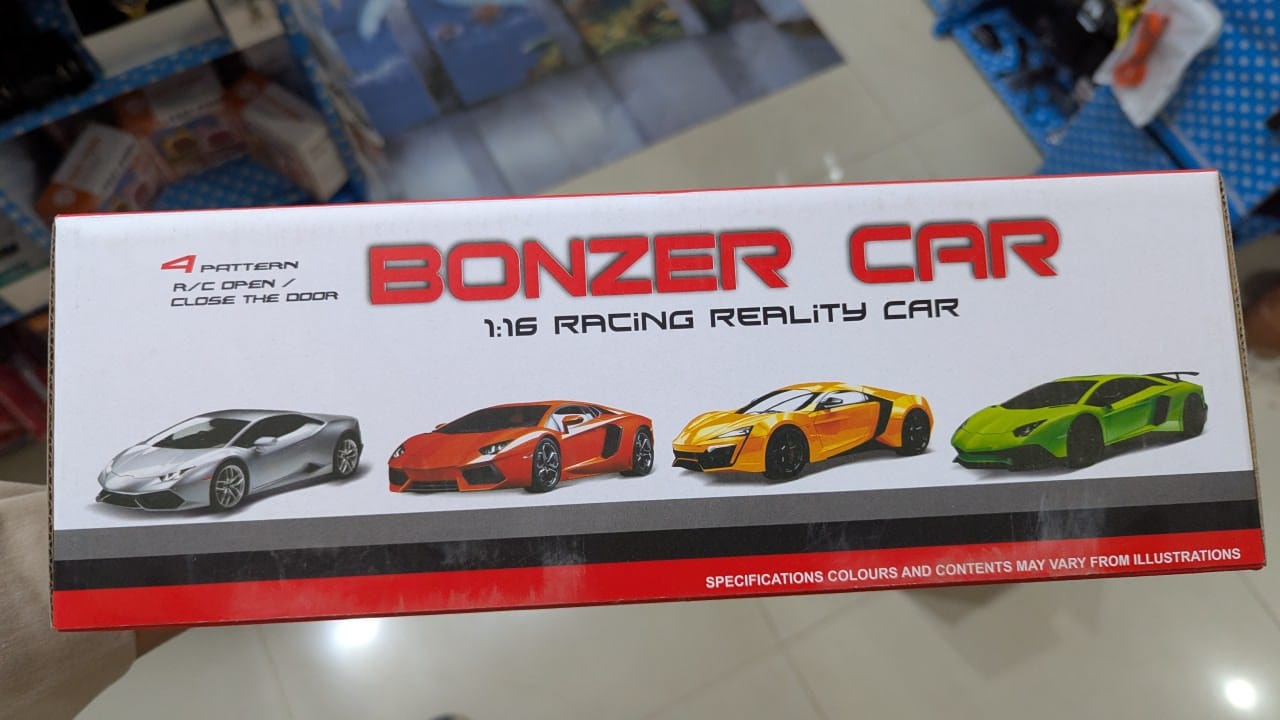 4 PATTERN
R/C OPEN /
CLOSE THE DOOR
BONZER CAR
1:16 RACiNG REALiTY CAR
SPECIFICATIONS COLOURS AND CONTENTS MAY VARY FROM ILLUSTRATIONS